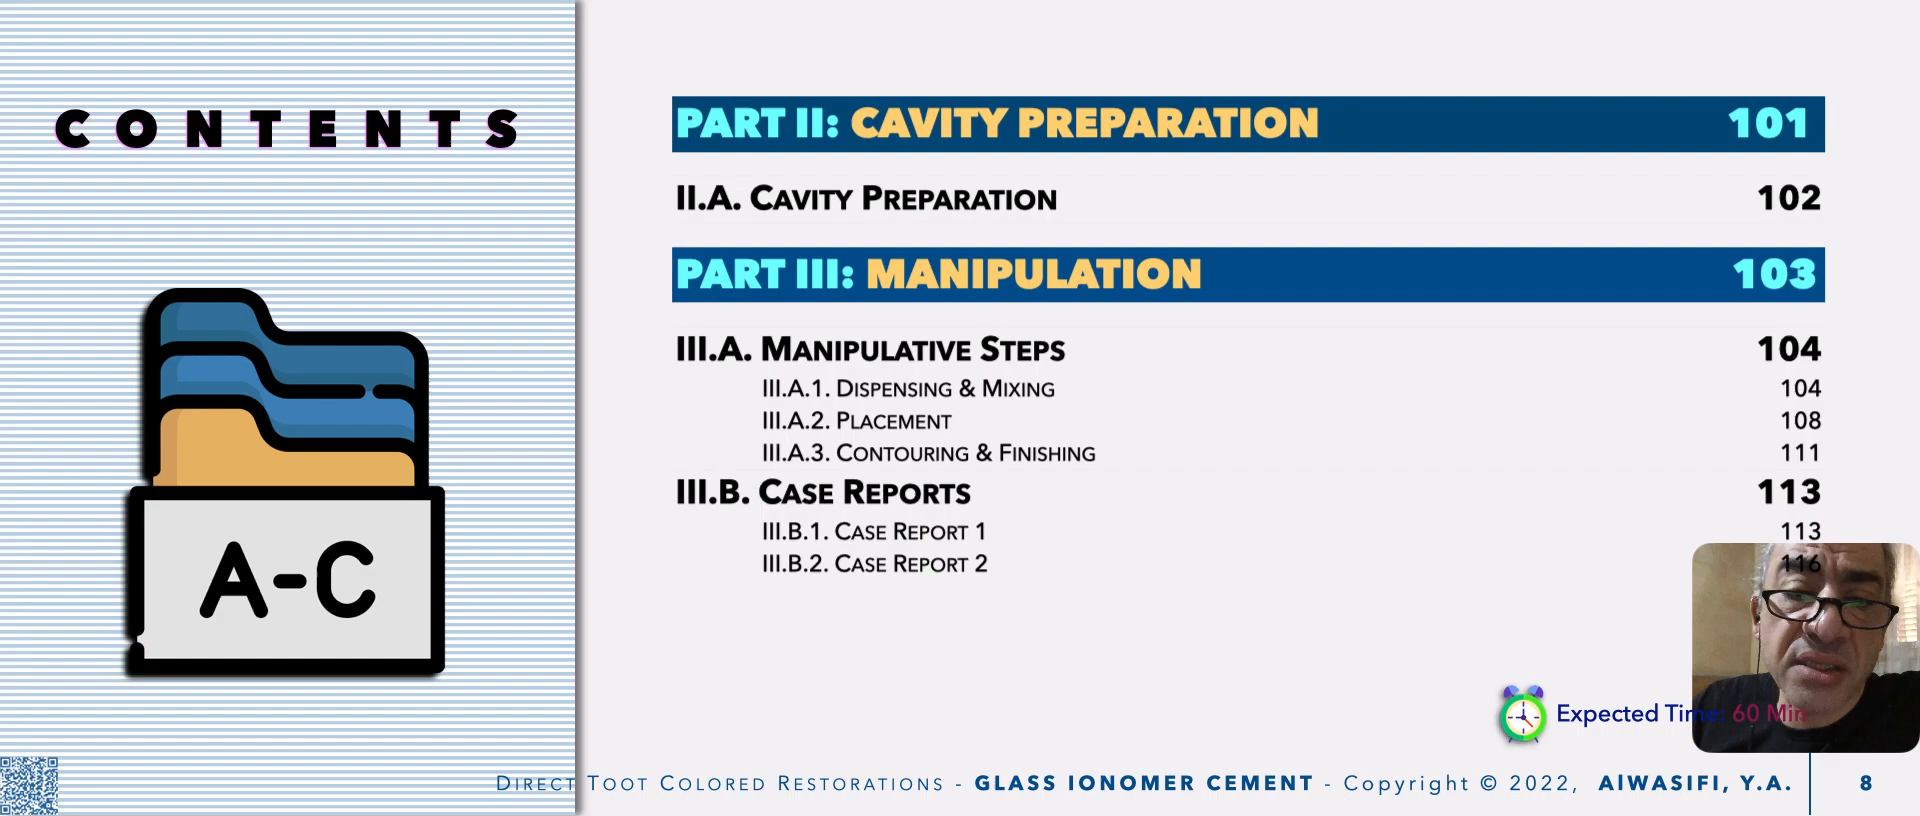 CONTENTS
A-C
PART II: CAVITY PREPARATION 101
II.A. CAVITY PREPARATION 102
PART III: MANIPULATION 103
III.A. MANIPULATIVE STEPS 104
III.A.1. DISPENSING & MIXING 104
III.A.2. PLACEMENT 108
III.A.3. CONTOURING & FINISHING 111
III.B. CASE REPORTS 113
III.B.1. CASE REPORT 1 113
III.B.2. CASE REPORT 2 116
Expected Time: 60 Min
DIRECT TOOT COLORED RESTORATIONS - GLASS IONOMER CEMENT - Copyright © 2022, AlWASIFI, Y.A. 8